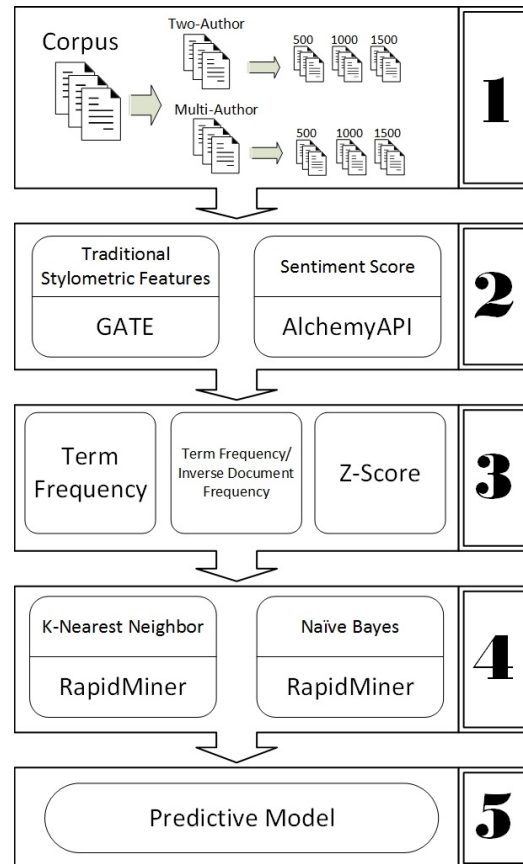 Corpus
Two-Author
500 1000 1500
Multi-Author
500 1000 1500
1
Traditional
Stylometric Features
GATE
Sentiment Score
AlchemyAPI
2
Term
Frequency
Term Frequency/
Inverse Document
Frequency
Z-Score
3
K-Nearest Neighbor
RapidMiner
Naïve Bayes
RapidMiner
4
Predictive Model
5